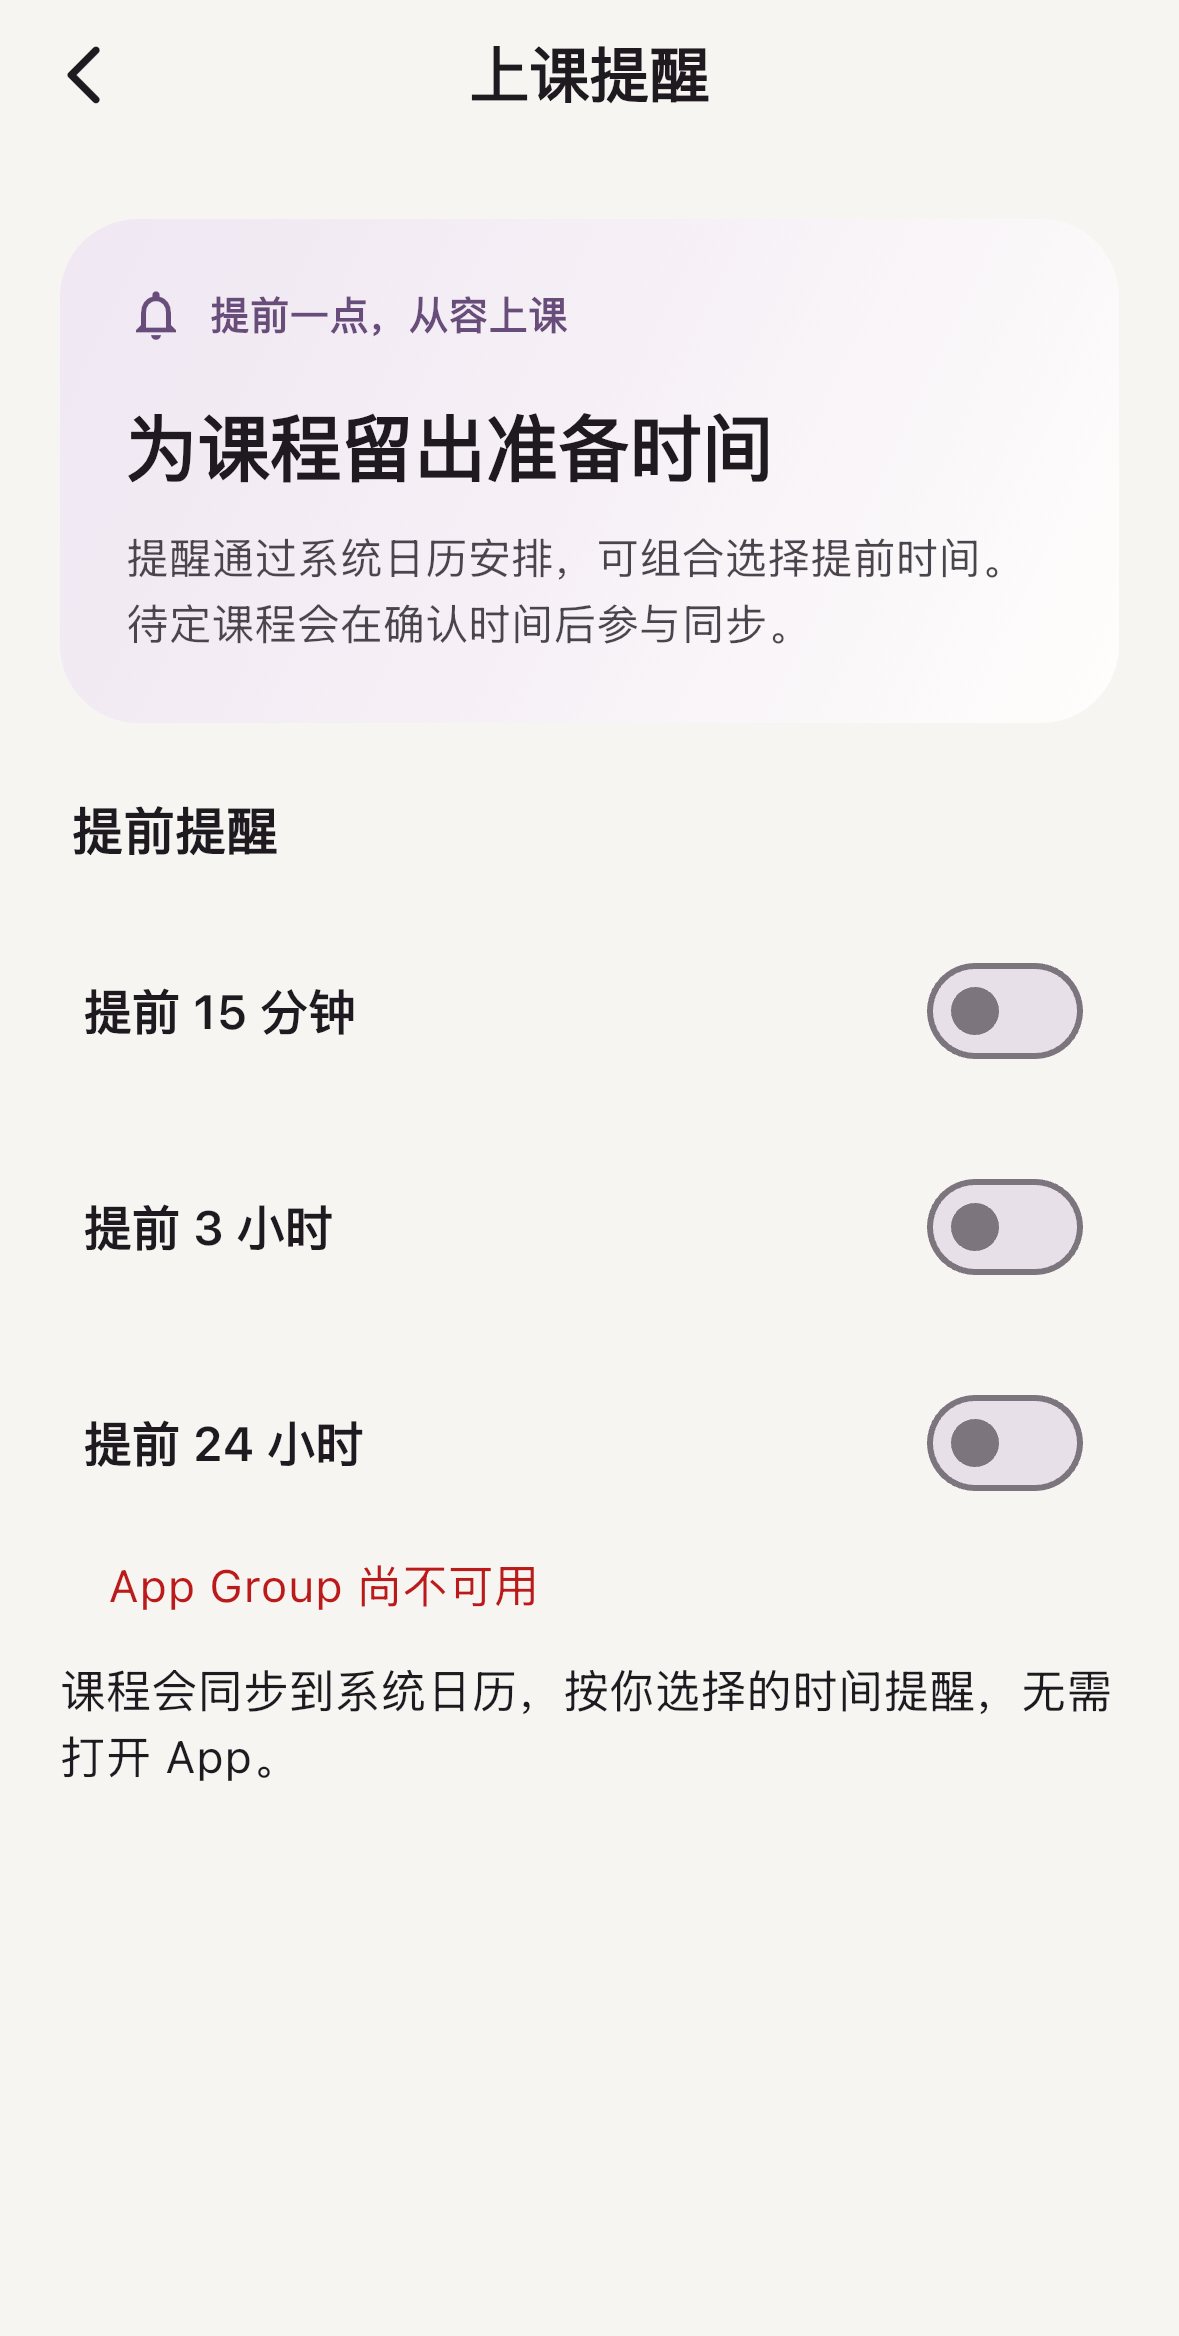 上课提醒
提前一点，从容上课
为课程留出准备时间
提醒通过系统日历安排，可组合选择提前时间。
待定课程会在确认时间后参与同步。
提前提醒
提前 15 分钟
提前 3 小时
提前 24 小时
App Group 尚不可用
课程会同步到系统日历，按你选择的时间提醒，无需
打开 App。